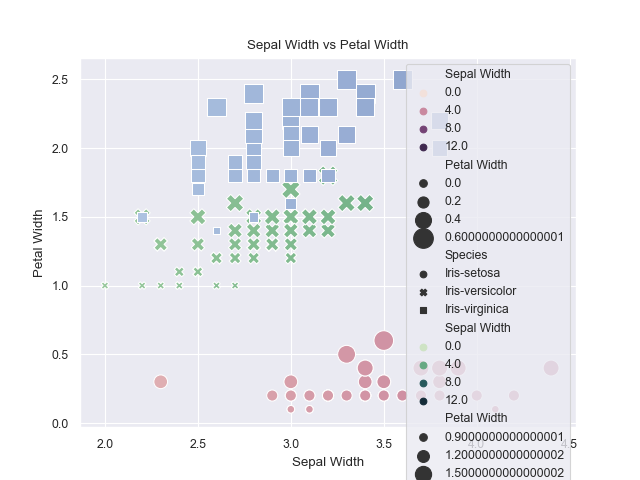 Sepal Width vs Petal Width
Petal Width
2.5
2.0
1.5
1.0
0.5
0.0
2.0 2.5 3.0 3.5 4.0 4.5
Sepal Width
Sepal Width
0.0
4.0
8.0
12.0
Petal Width
0.0
0.2
0.4
0.6000000000000001
Species
Iris-setosa
Iris-versicolor
Iris-virginica
Sepal Width
0.0
4.0
8.0
12.0
Petal Width
0.9000000000000001
1.2000000000000002
1.5000000000000002